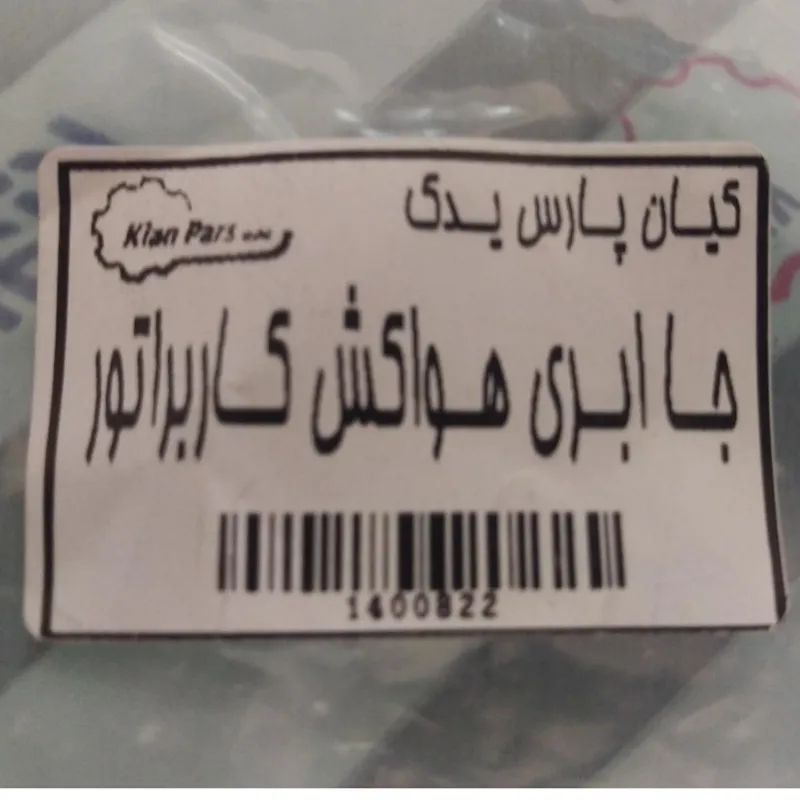 کیان پارس یدک
Kian Pars
جا ابری هواکش کاربراتور
1400822